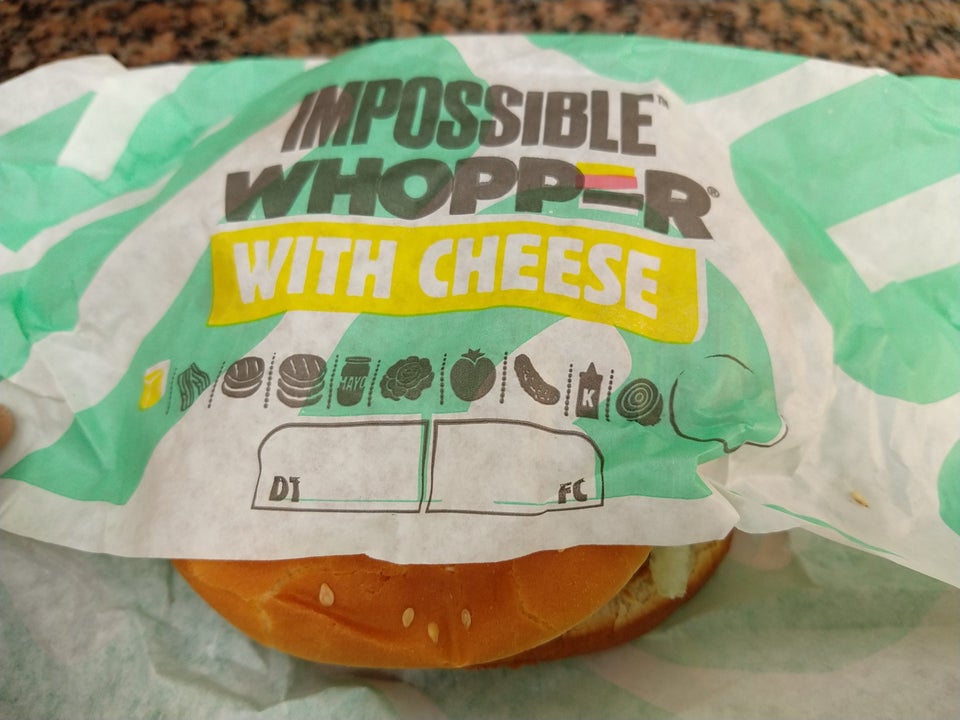 IMPOSSIBLE™
WHOPPER®
WITH CHEESE
MAYO
K
DT
FC